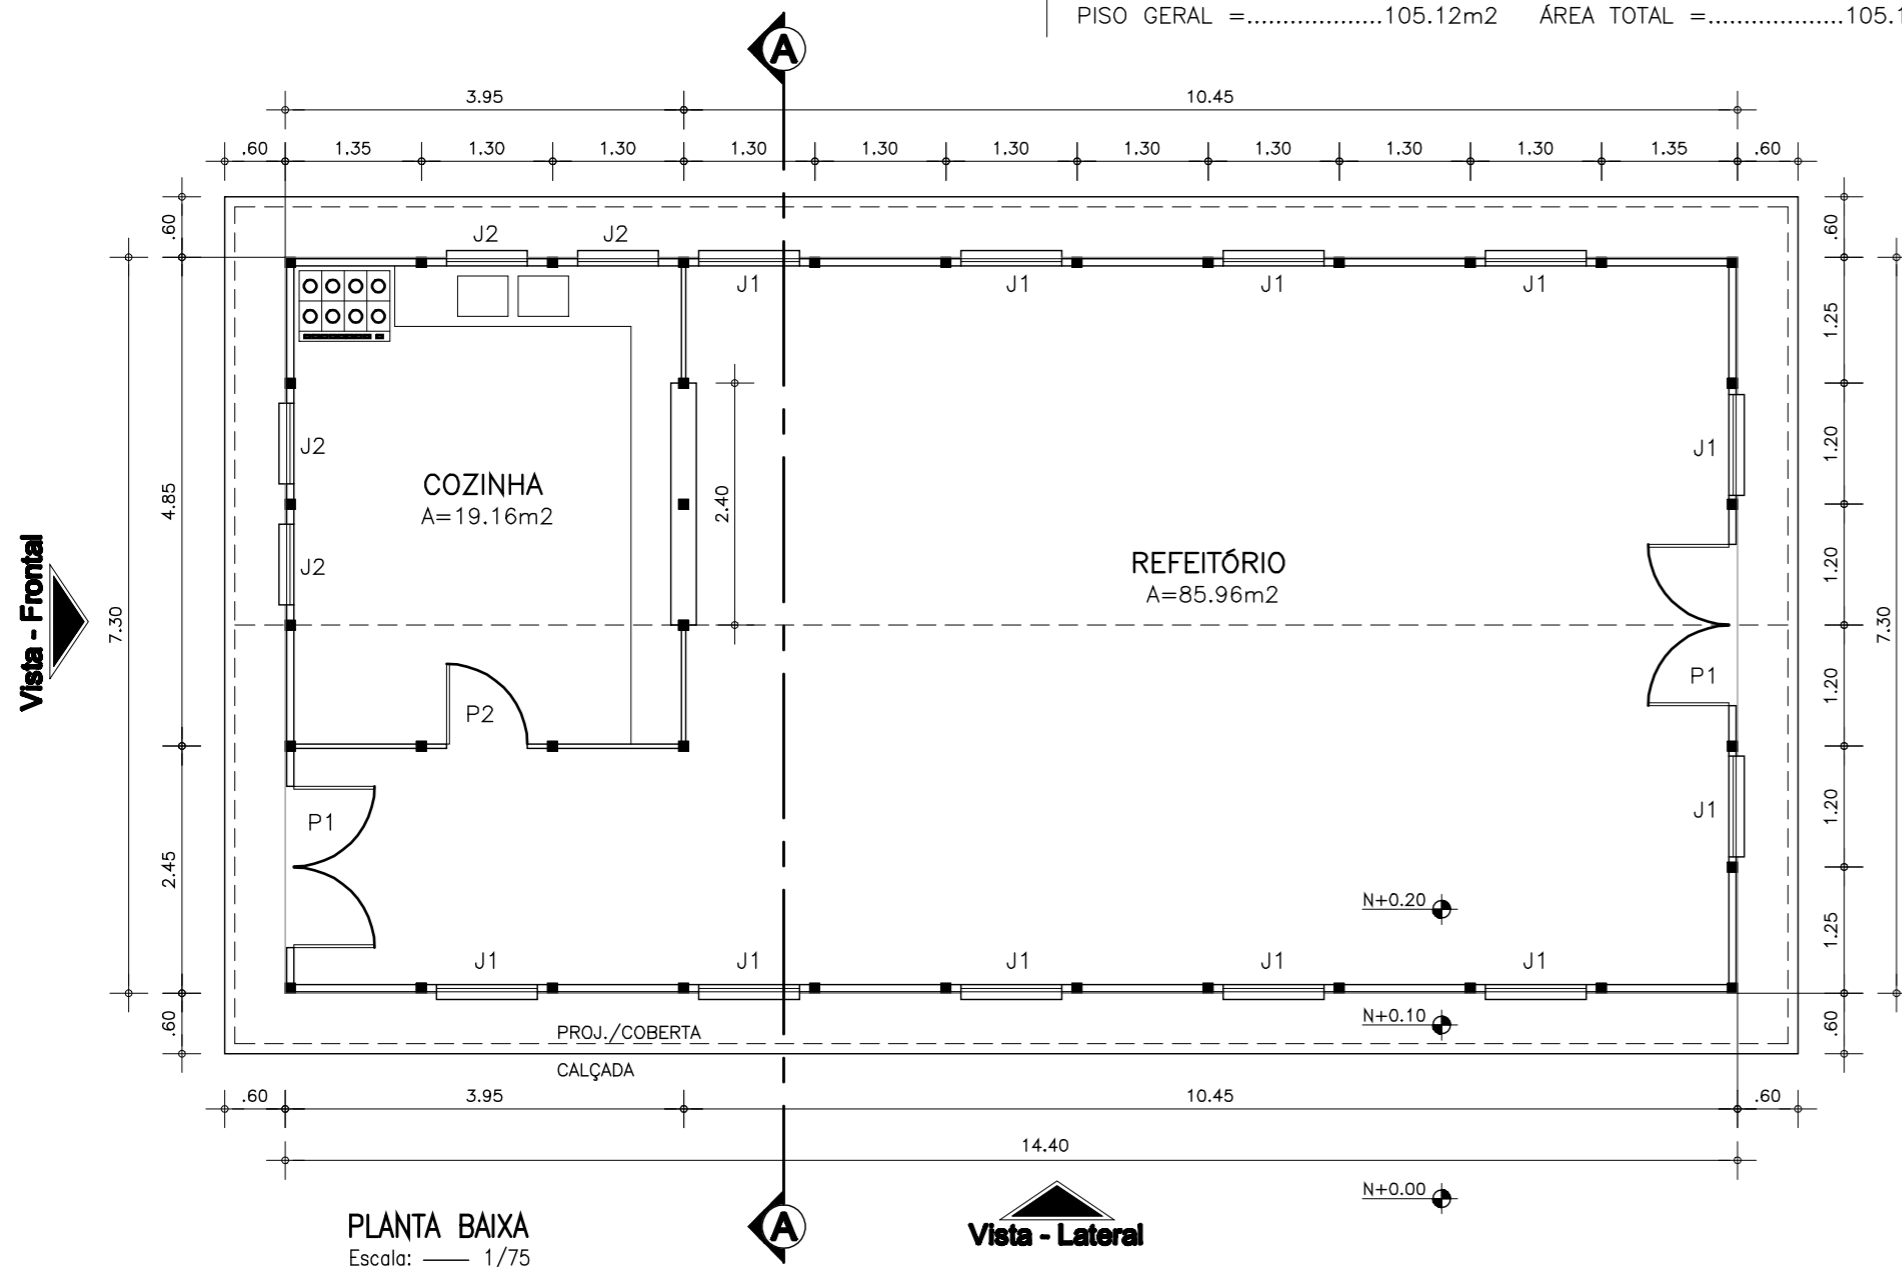 PISO GERAL =...................105.12m2 ÁREA TOTAL =...................105.1
A
3.95 10.45
.60 1.35 1.30 1.30 1.30 1.30 1.30 1.30 1.30 1.30 1.30 1.35 .60
.60 .60
J2 J2
J1 J1 J1 J1
1.25
J2 J1 1.20
COZINHA
A=19.16m2
4.85 2.40
REFEITÓRIO
A=85.96m2
J2 1.20
Vista - Frontal
7.30 7.30
P1 1.20
P2
P1 J1 1.20
2.45
N+0.20
1.25
J1 J1 J1 J1 J1
N+0.10
.60 .60
PROJ./COBERTA
CALÇADA
.60 3.95 10.45 .60
14.40
N+0.00
A
PLANTA BAIXA
Escala: 1/75
Vista - Lateral